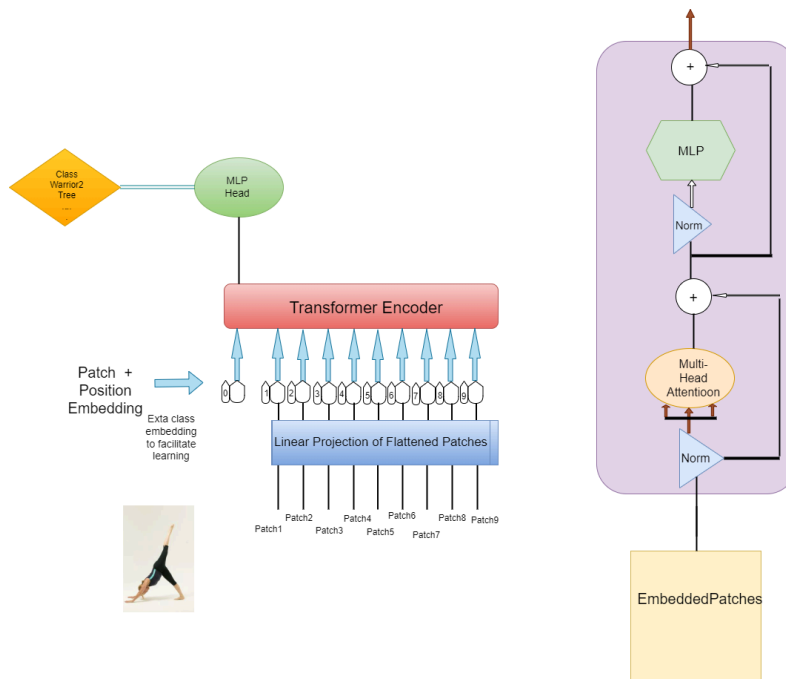 Class
Warrior2
Tree
....
.
MLP
Head
Transformer Encoder
Patch +
Position
Embedding
Exta class
embedding
to facilitate
learning
0
1
2
3
4
5
6
7
8
9
Linear Projection of Flattened Patches
Patch1
Patch2
Patch3
Patch4
Patch5
Patch6
Patch7
Patch8
Patch9
+
MLP
Norm
+
Multi-
Head
Attentioon
Norm
EmbeddedPatches